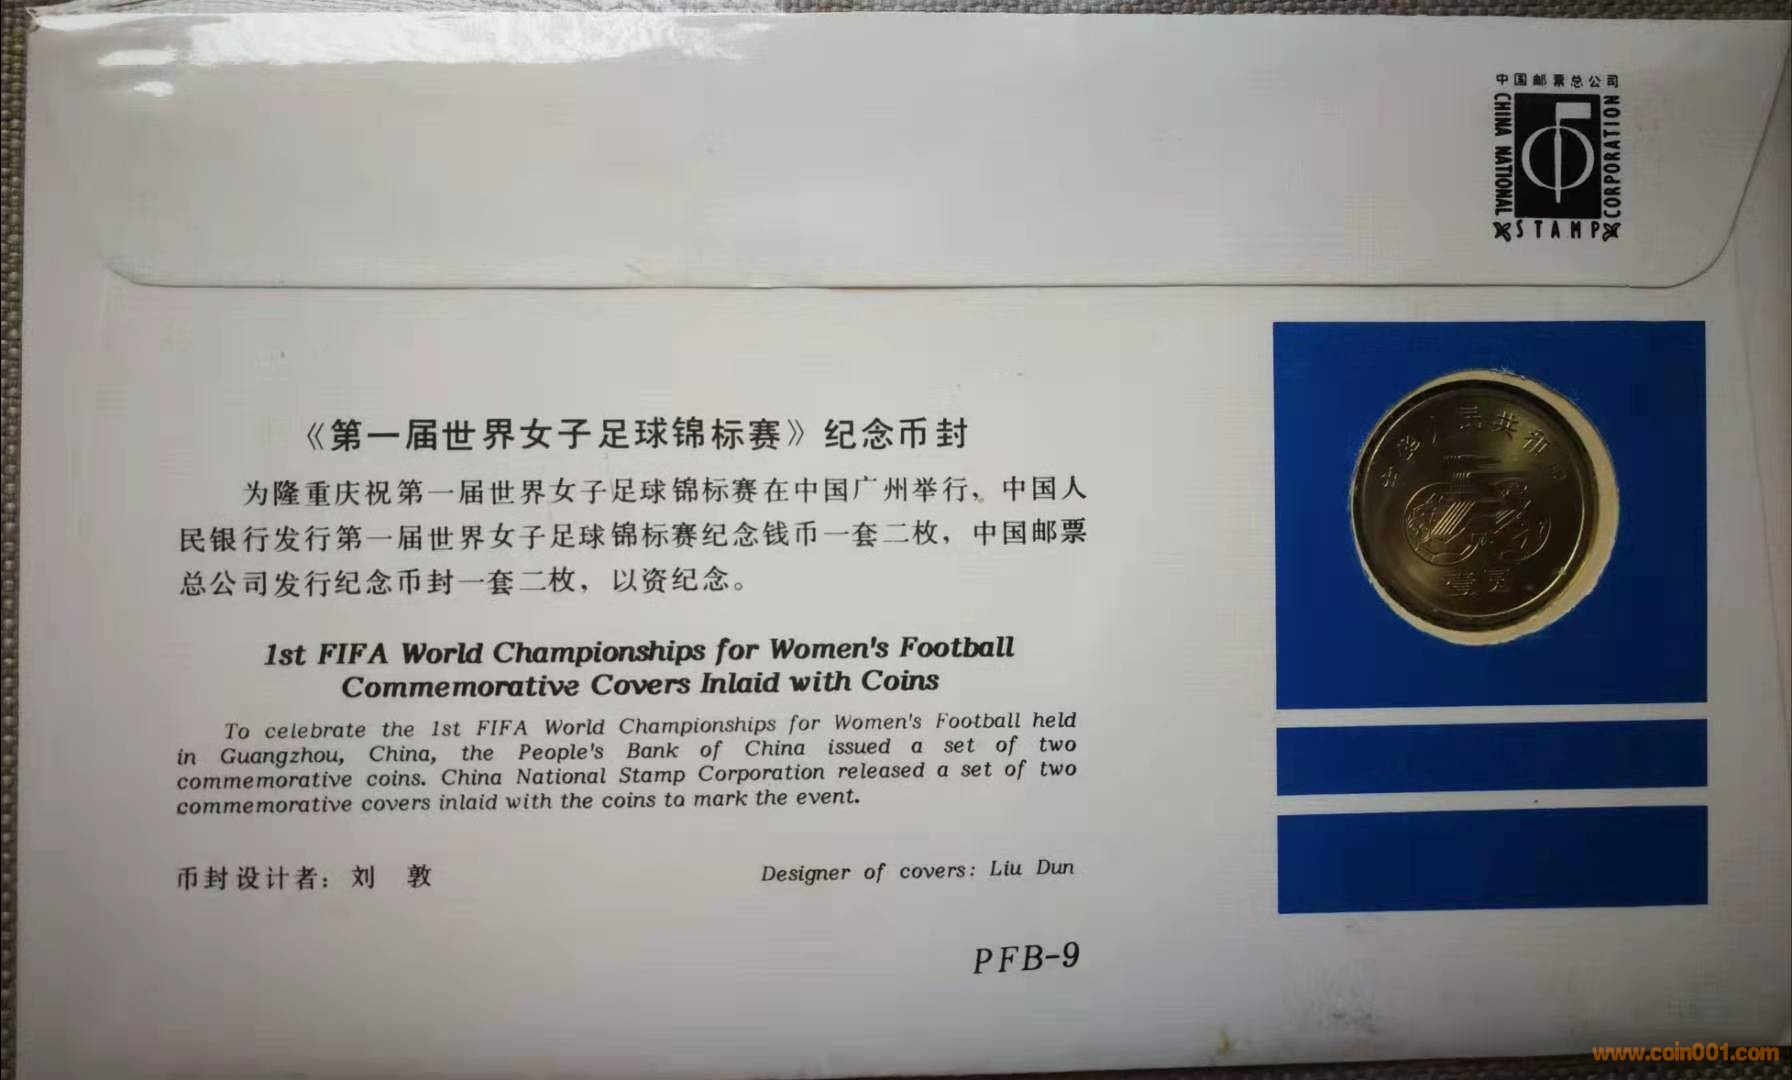 中国邮票总公司
CHINA NATIONAL
STAMP
CORPORATION
《第一届世界女子足球锦标赛》纪念币封
为隆重庆祝第一届世界女子足球锦标赛在中国广州举行，中国人
民银行发行第一届世界女子足球锦标赛纪念钱币一套二枚，中国邮票
总公司发行纪念币封一套二枚，以资纪念。
1st FIFA World Championships for Women's Football
Commemorative Covers Inlaid with Coins
To celebrate the 1st FIFA World Championships for Women's Football held
in Guangzhou, China, the People's Bank of China issued a set of two
commemorative coins. China National Stamp Corporation released a set of two
commemorative covers inlaid with the coins to mark the event.
币封设计者：刘 敦
Designer of covers: Liu Dun
PFB-9
中华人民共和国
壹圆
www.coin001.com